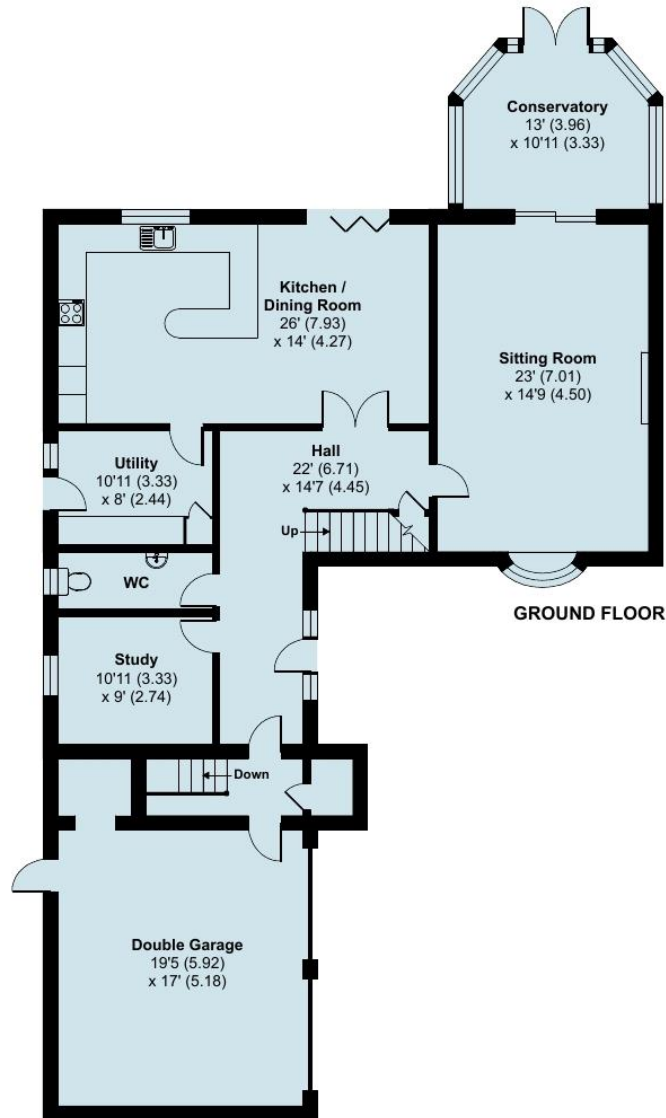 Conservatory
13' (3.96)
x 10'11 (3.33)
Kitchen /
Dining Room
26' (7.93)
x 14' (4.27)
Sitting Room
23' (7.01)
x 14'9 (4.50)
Hall
22' (6.71)
x 14'7 (4.45)
Utility
10'11 (3.33)
x 8' (2.44)
Up
WC
GROUND FLOOR
Study
10'11 (3.33)
x 9' (2.74)
Down
Double Garage
19'5 (5.92)
x 17' (5.18)